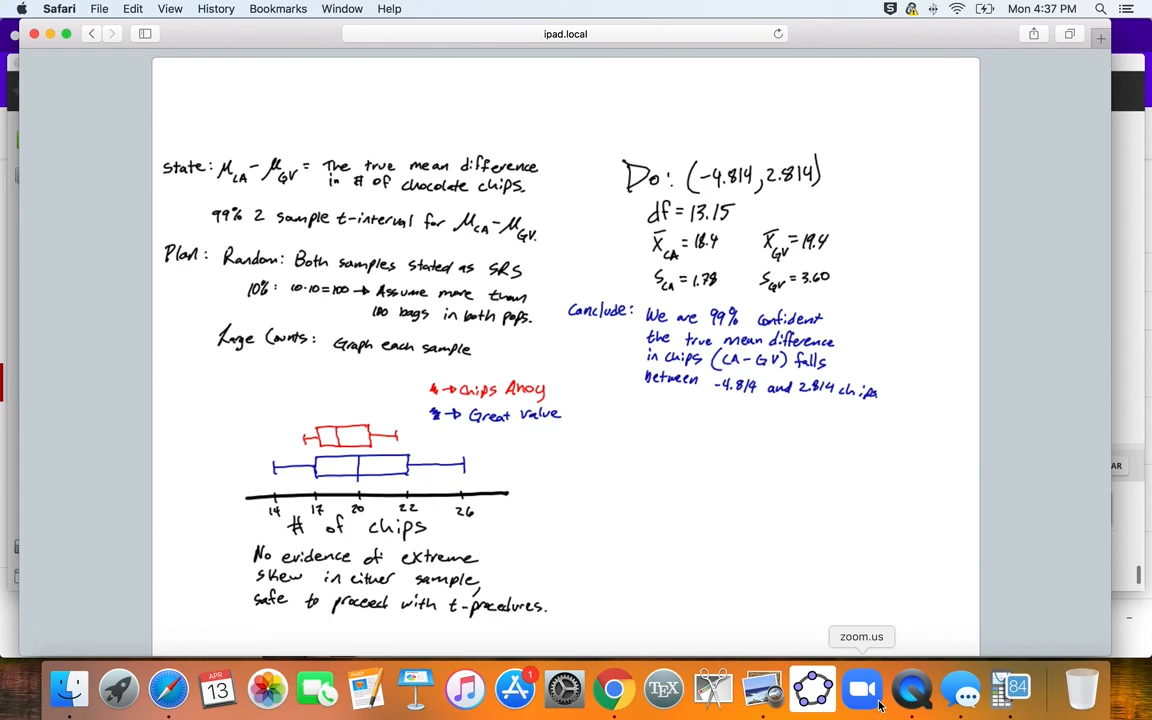 Safari File Edit View History Bookmarks Window Help
Mon 4:37 PM
ipad.local
State: μCA - μGV = The true mean difference
in # of chocolate chips.
99% 2 sample t-interval for μCA - μGV.
Plan: Random: Both samples stated as SRS
10%: 10·10=100 → Assume more than
100 bags in both pops.
Large Counts: Graph each sample
→ Chips Ahoy
→ Great Value
14 17 20 22 26
# of chips
No evidence of extreme
skew in either sample,
safe to proceed with t-procedures.
Do: (-4.814, 2.814)
df = 13.15
x̄CA = 18.4 x̄GV = 19.4
SCA = 1.78 SGV = 3.60
Conclude: We are 99% confident
the true mean difference
in chips (CA - GV) falls
between -4.814 and 2.814 chips
AR
zoom.us
APR
13
1
TEX
84